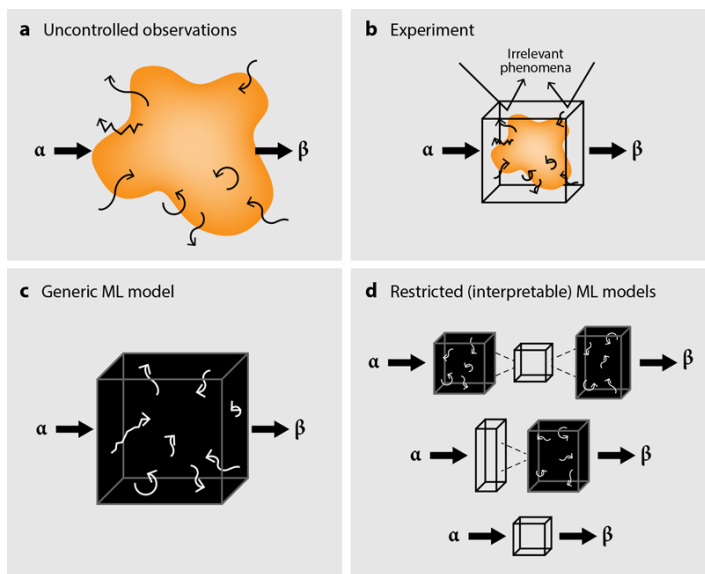 a Uncontrolled observations
α
β
b Experiment
Irrelevant
phenomena
α
β
c Generic ML model
α
β
d Restricted (interpretable) ML models
α
β
α
β
α
β